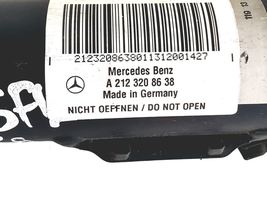 2123208638011312001427
Mercedes Benz
A 212 320 86 38
Made in Germany
NICHT OEFFNEN / DO NOT OPEN